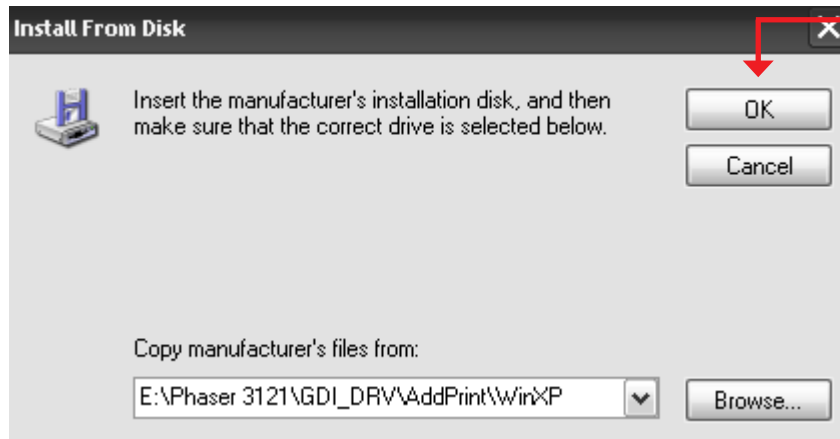 Install From Disk
Insert the manufacturer's installation disk, and then
make sure that the correct drive is selected below.
OK
Cancel
Copy manufacturer's files from:
E:\Phaser 3121\GDI_DRV\AddPrint\WinXP
Browse...